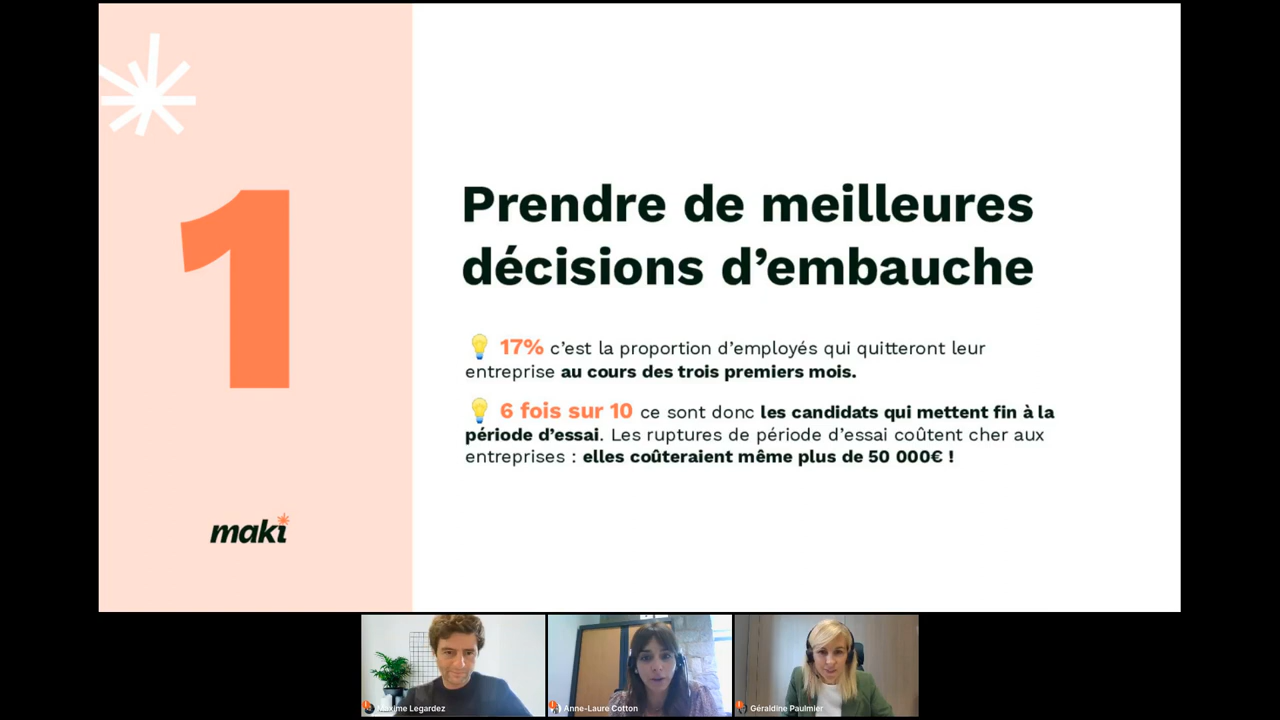 1
Prendre de meilleures
décisions d’embauche
💡 17% c’est la proportion d’employés qui quitteront leur
entreprise au cours des trois premiers mois.
💡 6 fois sur 10 ce sont donc les candidats qui mettent fin à la
période d’essai. Les ruptures de période d’essai coûtent cher aux
entreprises : elles coûteraient même plus de 50 000€ !
maki
Maxime Legardez
Anne-Laure Cotton
Géraldine Paulmier